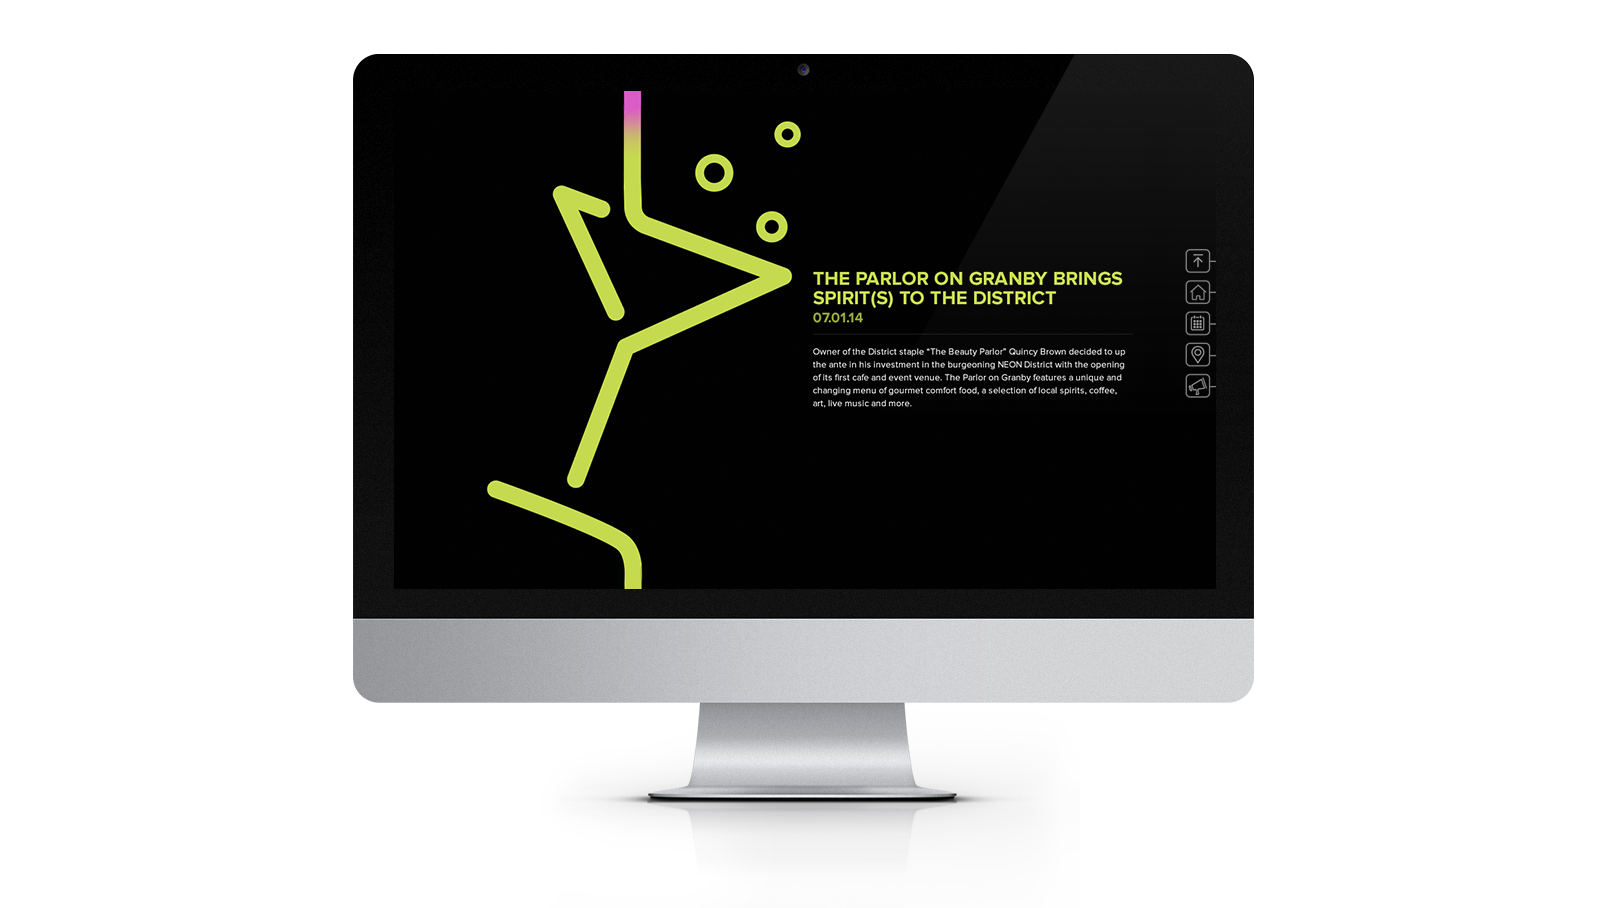 THE PARLOR ON GRANBY BRINGS
SPIRIT(S) TO THE DISTRICT
07.01.14
Owner of the District staple "The Beauty Parlor" Quincy Brown decided to up
the ante in his investment in the burgeoning NEON District with the opening
of its first cafe and event venue. The Parlor on Granby features a unique and
changing menu of gourmet comfort food, a selection of local spirits, coffee,
art, live music and more.